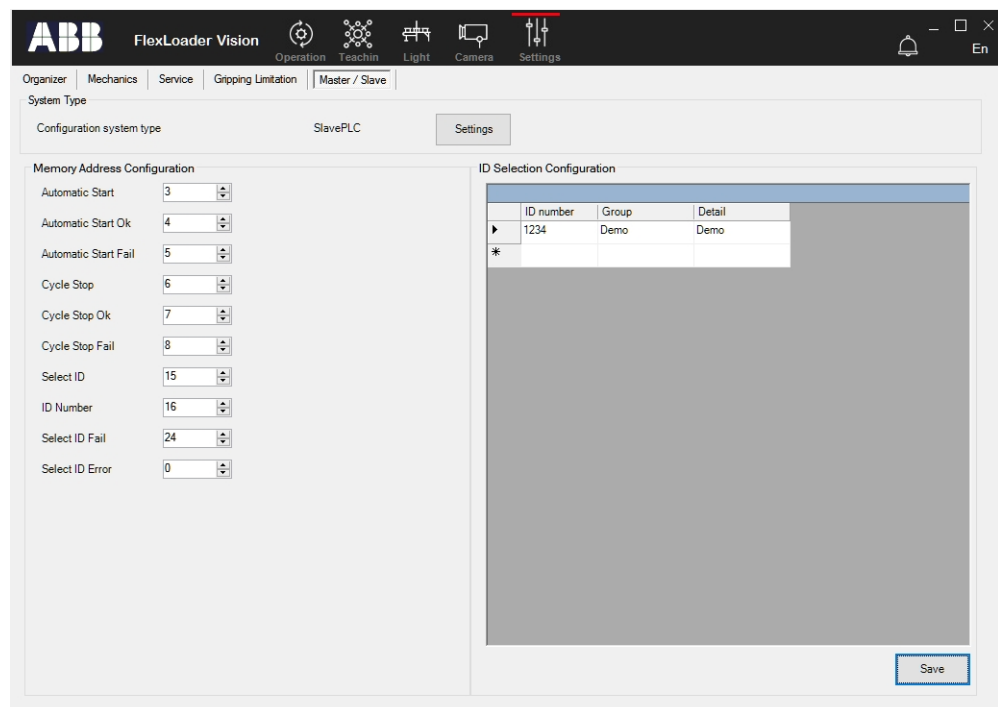 ABB FlexLoader Vision
Operation Teachin Light Camera Settings
En
Organizer Mechanics Service Gripping Limitation Master / Slave
System Type
Configuration system type SlavePLC Settings
Memory Address Configuration
Automatic Start 3
Automatic Start Ok 4
Automatic Start Fail 5
Cycle Stop 6
Cycle Stop Ok 7
Cycle Stop Fail 8
Select ID 15
ID Number 16
Select ID Fail 24
Select ID Error 0
ID Selection Configuration
ID number Group Detail
1234 Demo Demo
Save